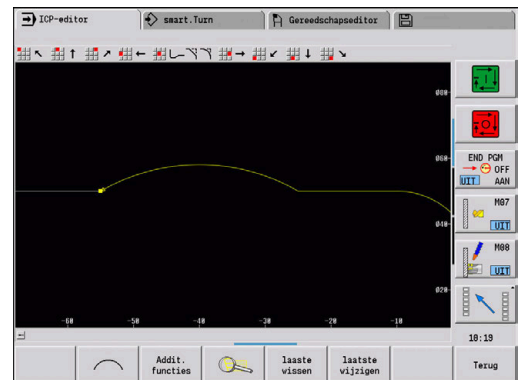 ICP-editor
smart.Turn
Gereedschapseditor
Ø80
Ø60
Ø40
Ø20
-60
-50
-40
-30
-20
-10
END PGM
OFF
UIT AAN
M07
UIT
M08
UIT
18:19
Addit. functies
laaste wissen
laatste wijzigen
Terug